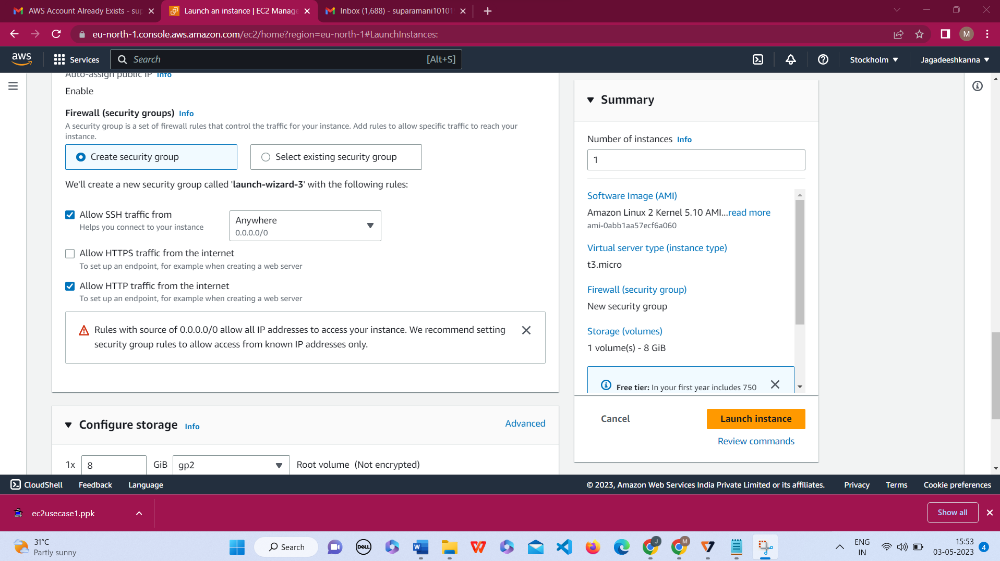 AWS Account Already Exists - sup
Launch an instance | EC2 Manage
Inbox (1,688) - suparamani10101
eu-north-1.console.aws.amazon.com/ec2/home?region=eu-north-1#LaunchInstances:
M
aws
Services
Search
[Alt+S]
Stockholm
Jagadeeshkanna
Auto-assign public IP Info
Enable
Firewall (security groups) Info
A security group is a set of firewall rules that control the traffic for your instance. Add rules to allow specific traffic to reach your
instance.
Create security group
Select existing security group
We'll create a new security group called 'launch-wizard-3' with the following rules:
Allow SSH traffic from
Helps you connect to your instance
Anywhere
0.0.0.0/0
Allow HTTPS traffic from the internet
To set up an endpoint, for example when creating a web server
Allow HTTP traffic from the internet
To set up an endpoint, for example when creating a web server
Rules with source of 0.0.0.0/0 allow all IP addresses to access your instance. We recommend setting
security group rules to allow access from known IP addresses only.
Configure storage Info
Advanced
1x
8
GiB
gp2
Root volume (Not encrypted)
Summary
Number of instances Info
1
Software Image (AMI)
Amazon Linux 2 Kernel 5.10 AMI...read more
ami-0abb1aa57ecf6a060
Virtual server type (instance type)
t3.micro
Firewall (security group)
New security group
Storage (volumes)
1 volume(s) - 8 GiB
Free tier: In your first year includes 750
Cancel
Launch instance
Review commands
CloudShell
Feedback
Language
© 2023, Amazon Web Services India Private Limited or its affiliates.
Privacy
Terms
Cookie preferences
ec2usecase1.ppk
Show all
31°C
Partly sunny
Search
DELL
W
J
M
ENG
IN
15:53
03-05-2023
4